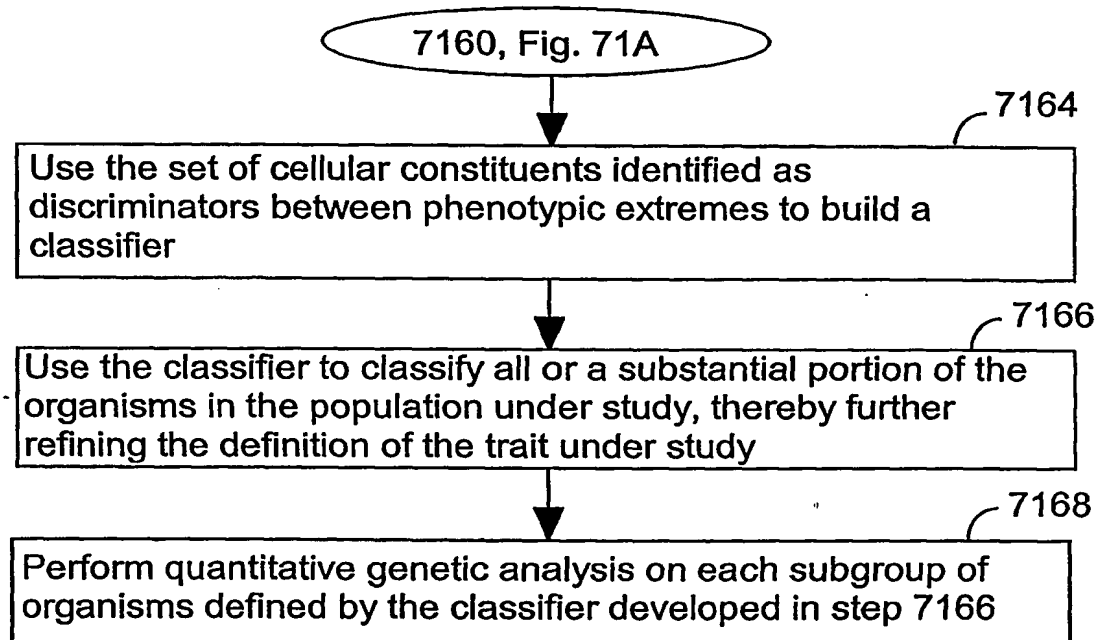 7160, Fig. 71A
7164
Use the set of cellular constituents identified as
discriminators between phenotypic extremes to build a
classifier
7166
Use the classifier to classify all or a substantial portion of the
organisms in the population under study, thereby further
refining the definition of the trait under study
7168
Perform quantitative genetic analysis on each subgroup of
organisms defined by the classifier developed in step 7166